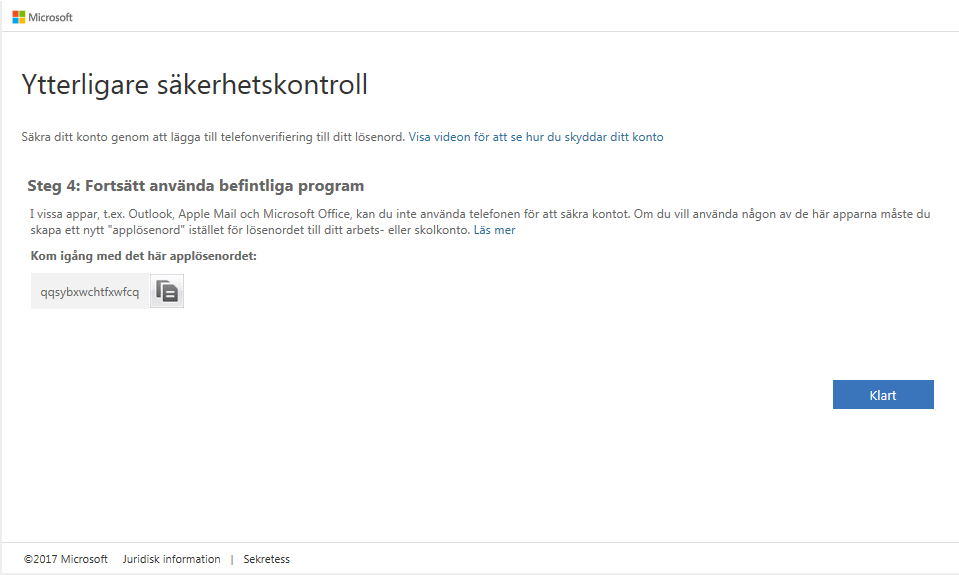 Microsoft
Ytterligare säkerhetskontroll
Säkra ditt konto genom att lägga till telefonverifiering till ditt lösenord. Visa videon för att se hur du skyddar ditt konto
Steg 4: Fortsätt använda befintliga program
I vissa appar, t.ex. Outlook, Apple Mail och Microsoft Office, kan du inte använda telefonen för att säkra kontot. Om du vill använda någon av de här apparna måste du
skapa ett nytt "applösenord" istället för lösenordet till ditt arbets- eller skolkonto. Läs mer
Kom igång med det här applösenordet:
qqsybxwchtfxwfcq
Klart
©2017 Microsoft Juridisk information | Sekretess